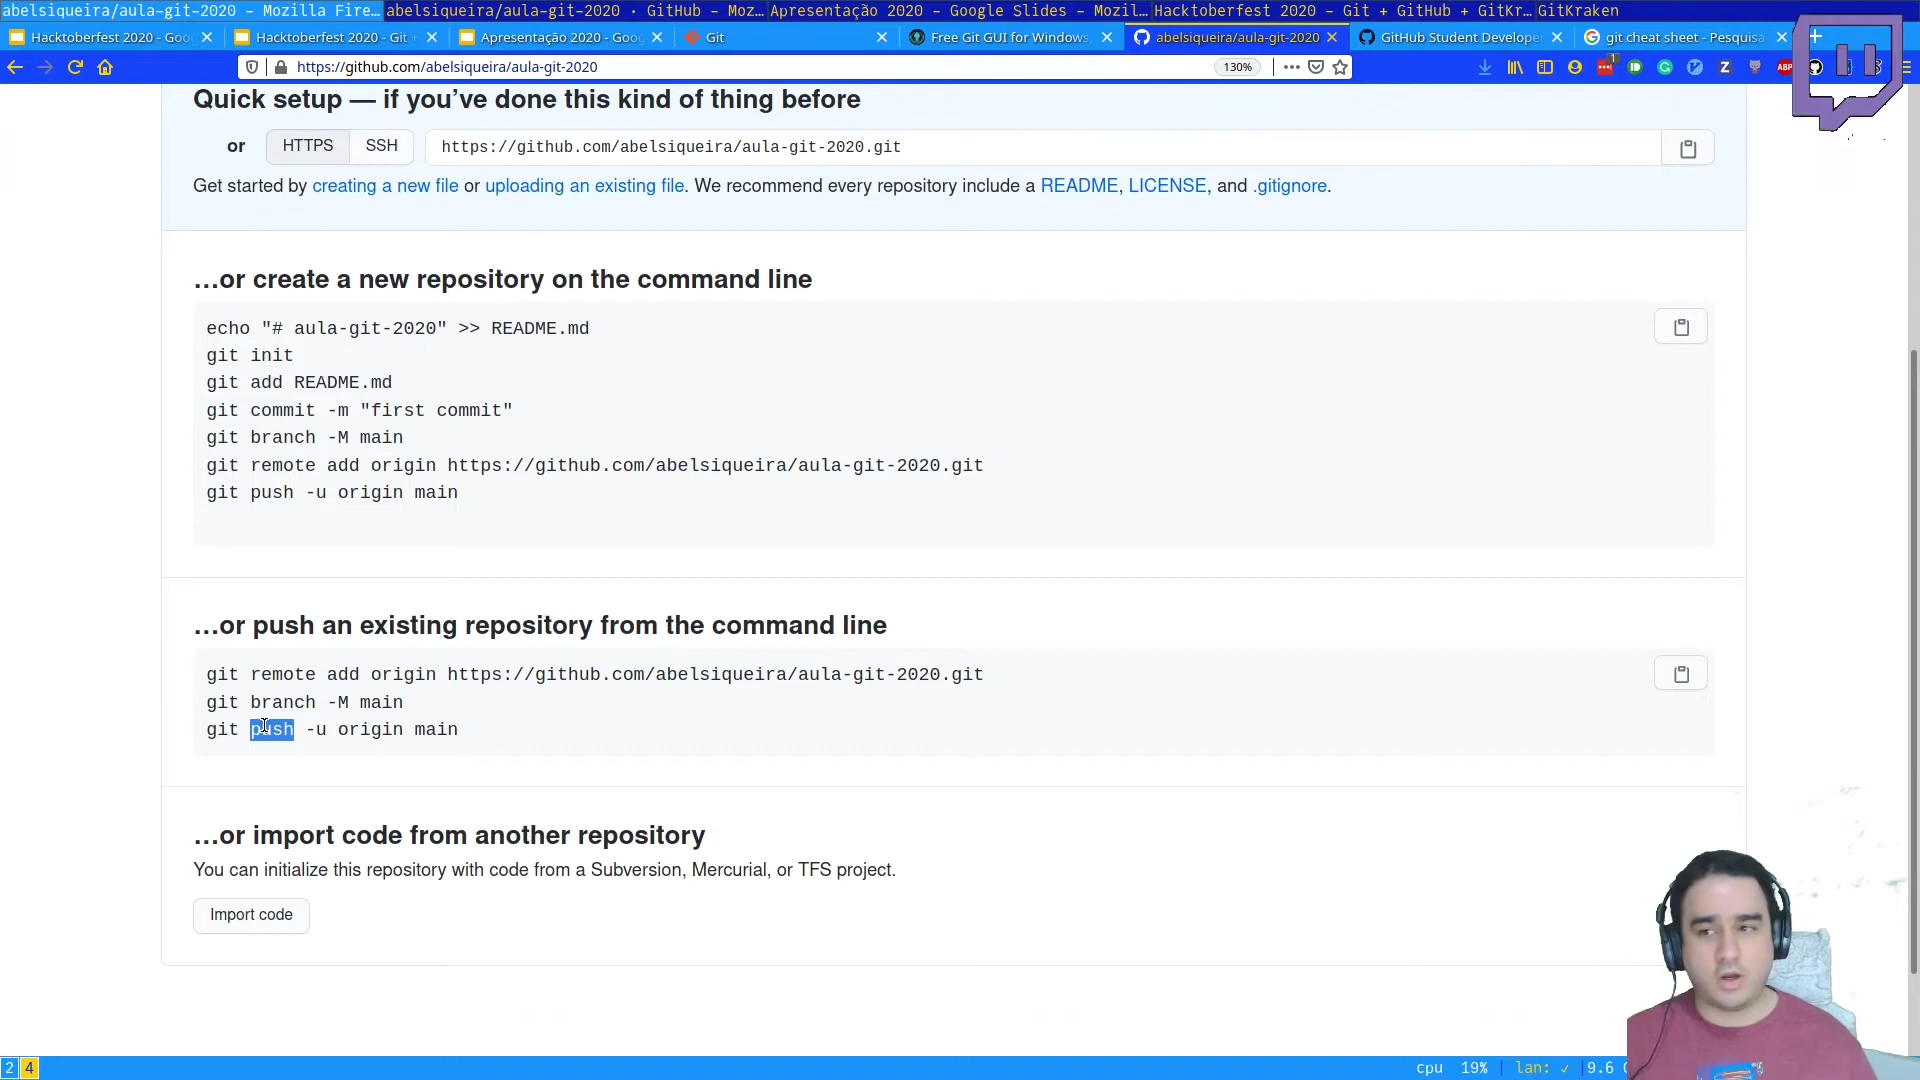 abelsiqueira/aula-git-2020 – Mozilla Fire… abelsiqueira/aula-git-2020 · GitHub – Moz… Apresentação 2020 – Google Slides – Mozil… Hacktoberfest 2020 – Git + GitHub + GitKr… GitKraken
Hacktoberfest 2020 - Goo Hacktoberfest 2020 - Git + Apresentação 2020 - Goog Git Free Git GUI for Windows, abelsiqueira/aula-git-2020 GitHub Student Develope git cheat sheet - Pesquisa
https://github.com/abelsiqueira/aula-git-2020 130%
Quick setup — if you’ve done this kind of thing before
or HTTPS SSH https://github.com/abelsiqueira/aula-git-2020.git
Get started by creating a new file or uploading an existing file. We recommend every repository include a README, LICENSE, and .gitignore.
…or create a new repository on the command line
echo "# aula-git-2020" >> README.md
git init
git add README.md
git commit -m "first commit"
git branch -M main
git remote add origin https://github.com/abelsiqueira/aula-git-2020.git
git push -u origin main
…or push an existing repository from the command line
git remote add origin https://github.com/abelsiqueira/aula-git-2020.git
git branch -M main
git push -u origin main
…or import code from another repository
You can initialize this repository with code from a Subversion, Mercurial, or TFS project.
Import code
2 4 cpu 19% | lan: ✓ |9.6